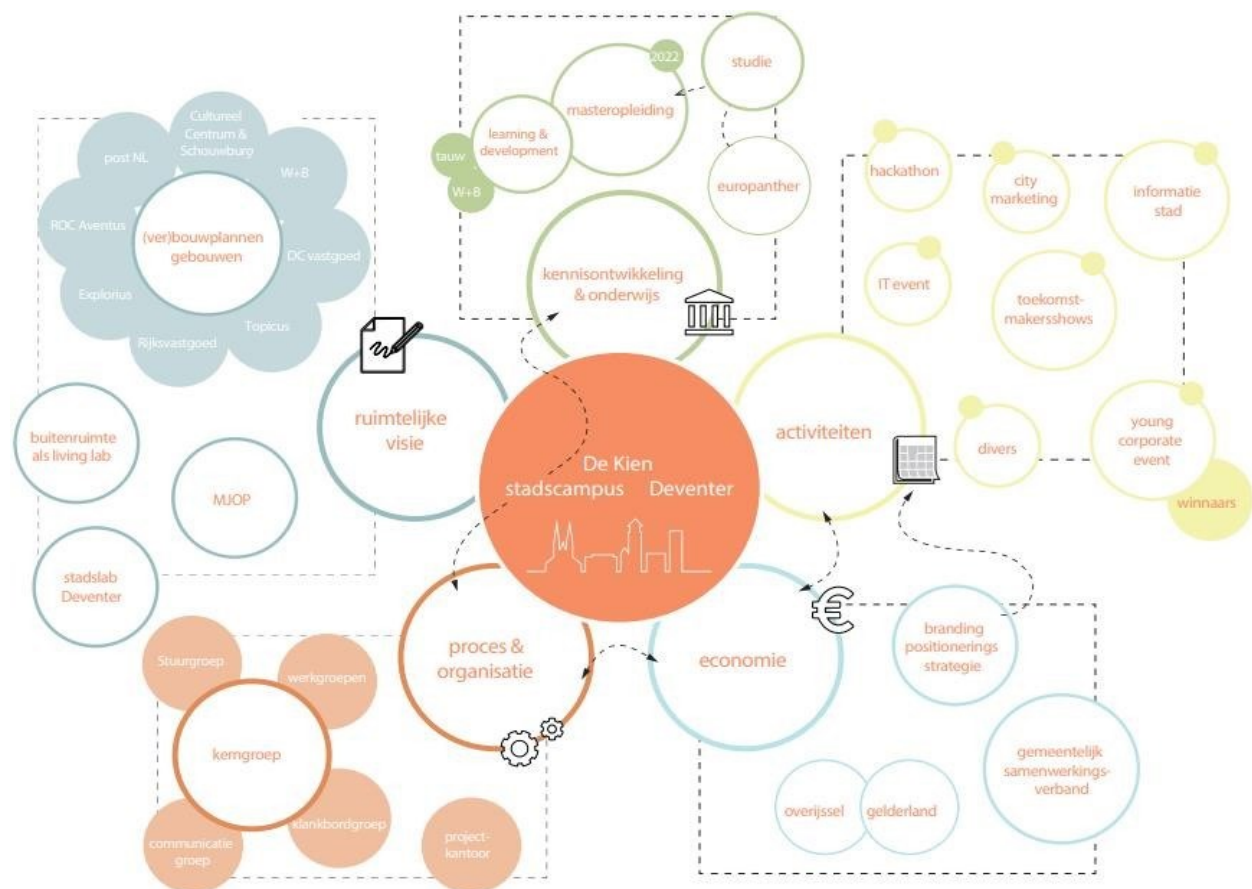 2022
studie
masteropleiding
learning &
development
tauw
W+B
europanther
kennisontwikkeling
& onderwijs
Cultureel
Centrum &
Schouwburg
post NL
W+B
ROC Aventus
(ver)bouwplannen
gebouwen
DC vastgoed
Explorius
Topicus
Rijksvastgoed
hackathon
city
marketing
informatie
stad
IT event
toekomst-
makersshows
divers
young
corporate
event
winnaars
ruimtelijke
visie
activiteiten
buitenruimte
als living lab
MJOP
stadslab
Deventer
De Kien
stadscampus Deventer
proces &
organisatie
economie
€
Stuurgroep
werkgroepen
kerngroep
communicatie
groep
klankbordgroep
project-
kantoor
branding
positionerings
strategie
gemeentelijk
samenwerkings-
verband
overijssel
gelderland